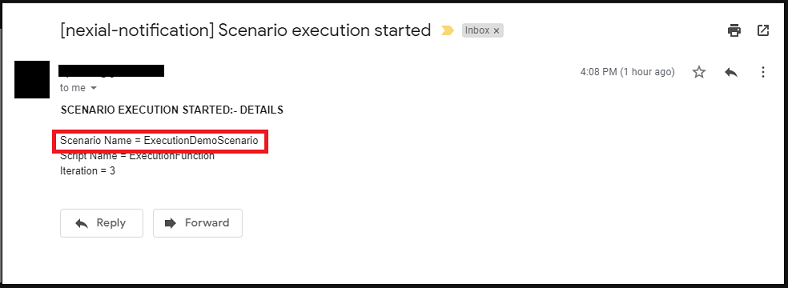 [nexial-notification] Scenario execution started
Inbox x
4:08 PM (1 hour ago)
to me
SCENARIO EXECUTION STARTED:- DETAILS
Scenario Name = ExecutionDemoScenario
Script Name = ExecutionFunction
Iteration = 3
Reply
Forward